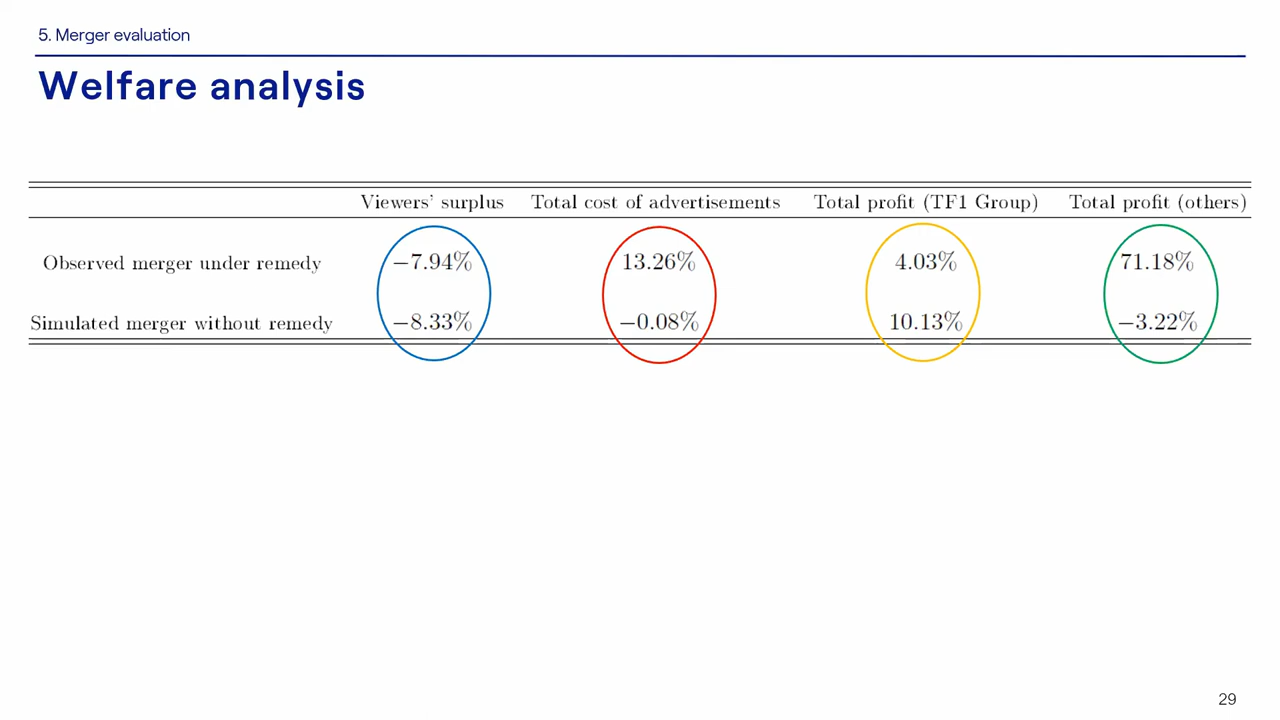 5. Merger evaluation
Welfare analysis
Viewers' surplus Total cost of advertisements Total profit (TF1 Group) Total profit (others)
Observed merger under remedy −7.94% 13.26% 4.03% 71.18%
Simulated merger without remedy −8.33% −0.08% 10.13% −3.22%
29